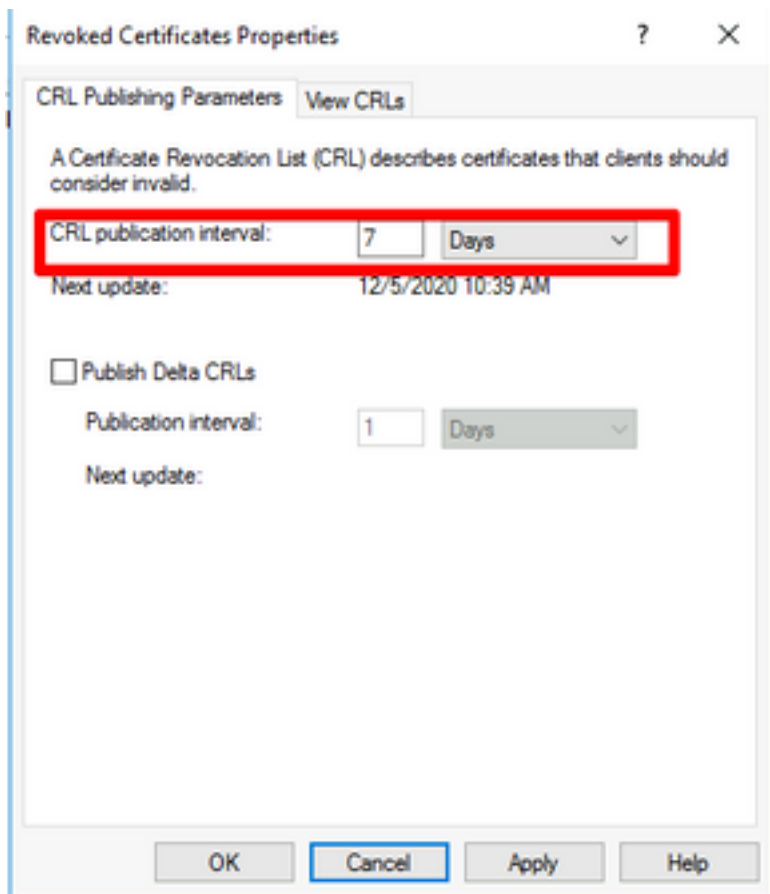 Revoked Certificates Properties ? ×
CRL Publishing Parameters View CRLs
A Certificate Revocation List (CRL) describes certificates that clients should
consider invalid.
CRL publication interval: 7 Days
Next update: 12/5/2020 10:39 AM
Publish Delta CRLs
Publication interval: 1 Days
Next update:
OK Cancel Apply Help